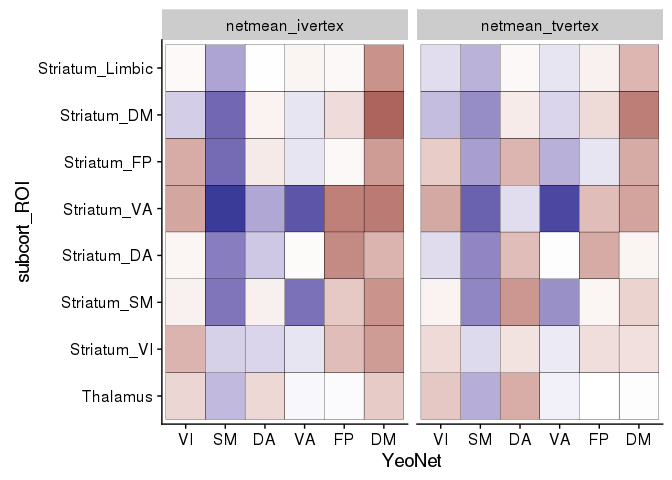 netmean_ivertex
netmean_tvertex
subcort_ROI
Striatum_Limbic
Striatum_DM
Striatum_FP
Striatum_VA
Striatum_DA
Striatum_SM
Striatum_VI
Thalamus
VI SM DA VA FP DM
VI SM DA VA FP DM
YeoNet